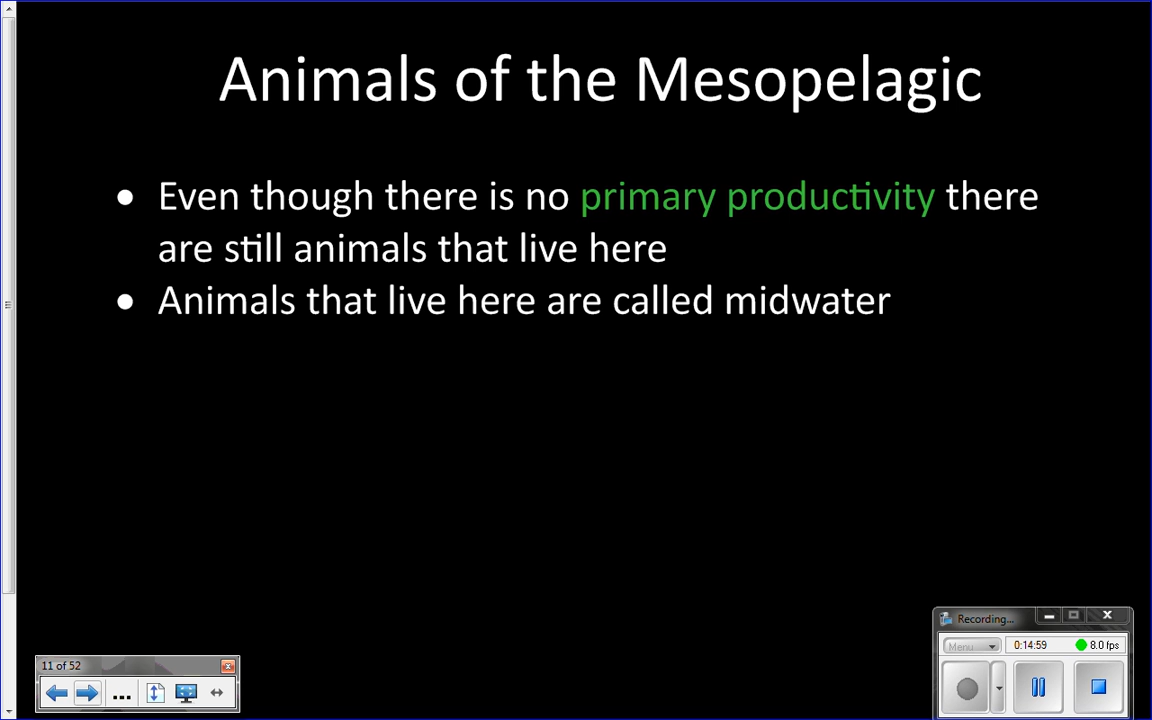 Animals of the Mesopelagic
• Even though there is no primary productivity there
are still animals that live here
• Animals that live here are called midwater
Recording...
Menu
0:14:59
8.0 fps
11 of 52